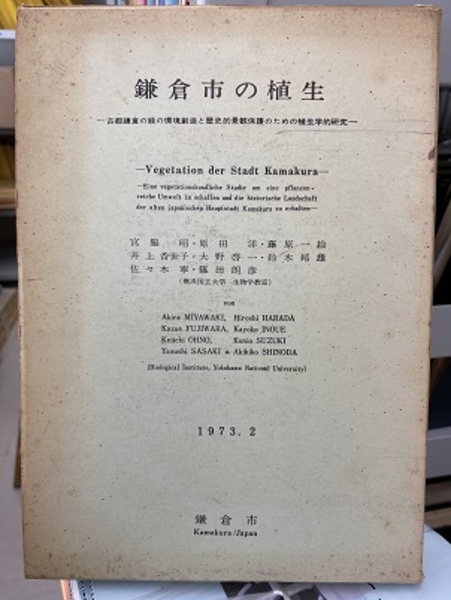 鎌倉市の植生
—古都鎌倉の緑の環境創造と歴史的景観保護のための植生学的研究—
—Vegetation der Stadt Kamakura—
—Eine vegetationskundliche Studie um eine pflanzen-
reiche Umwelt zu schaffen und die historische Landschaft
der alten japanischen Hauptstadt Kamakura zu erhalten—
宮脇 昭・原田 洋・藤原一絵
井上香世子・大野啓一・鈴木邦雄
佐々木寧・篠田朗彦
(横浜国立大学 生物学教室)
VON
Akira MIYAWAKI, Hiroshi HARADA
Kazue FUJIWARA, Kayoko INOUE
Keiichi OHNO, Kunio SUZUKI
Yasushi SASAKI u. Akihiko SHINODA
(Biological Institute, Yokohama National University)
1973. 2
鎌倉市
Kamakura/Japan